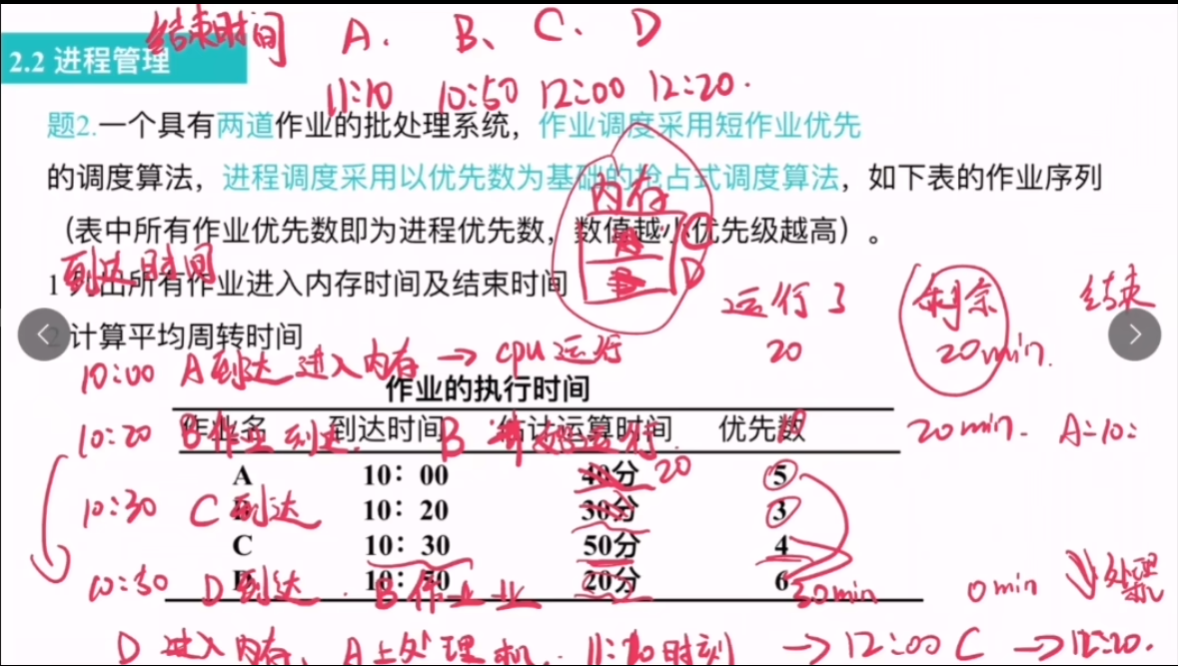 结束时间 A. B、 C、 D
2.2 进程管理
11:10 10:50 12:00 12:20.
题2.一个具有两道作业的批处理系统，作业调度采用短作业优先
的调度算法，进程调度采用以优先数为基础的抢占式调度算法，如下表的作业序列
内存
（表中所有作业优先数即为进程优先数，数值越小优先级越高）。
C
到达时间
1 列出所有作业进入内存时间及结束时间
D
运行了 剩余 结束
计算平均周转时间
10:00 A到达进入内存 → cpu运行 20 20min.
作业的执行时间
作业名 到达时间 估计运算时间 优先数
10:20 B作业到达. B 运行 20min. A:10:
A 10：00 40分 20 5
10：20 30分 3
10:30 C到达
C 10：30 50分 4
10：50 20分 6
10:50 D到达. B作业 30min 0min 处理机
D 进入内存、A上处理机. 时刻 → 12:00 C → 12:20.